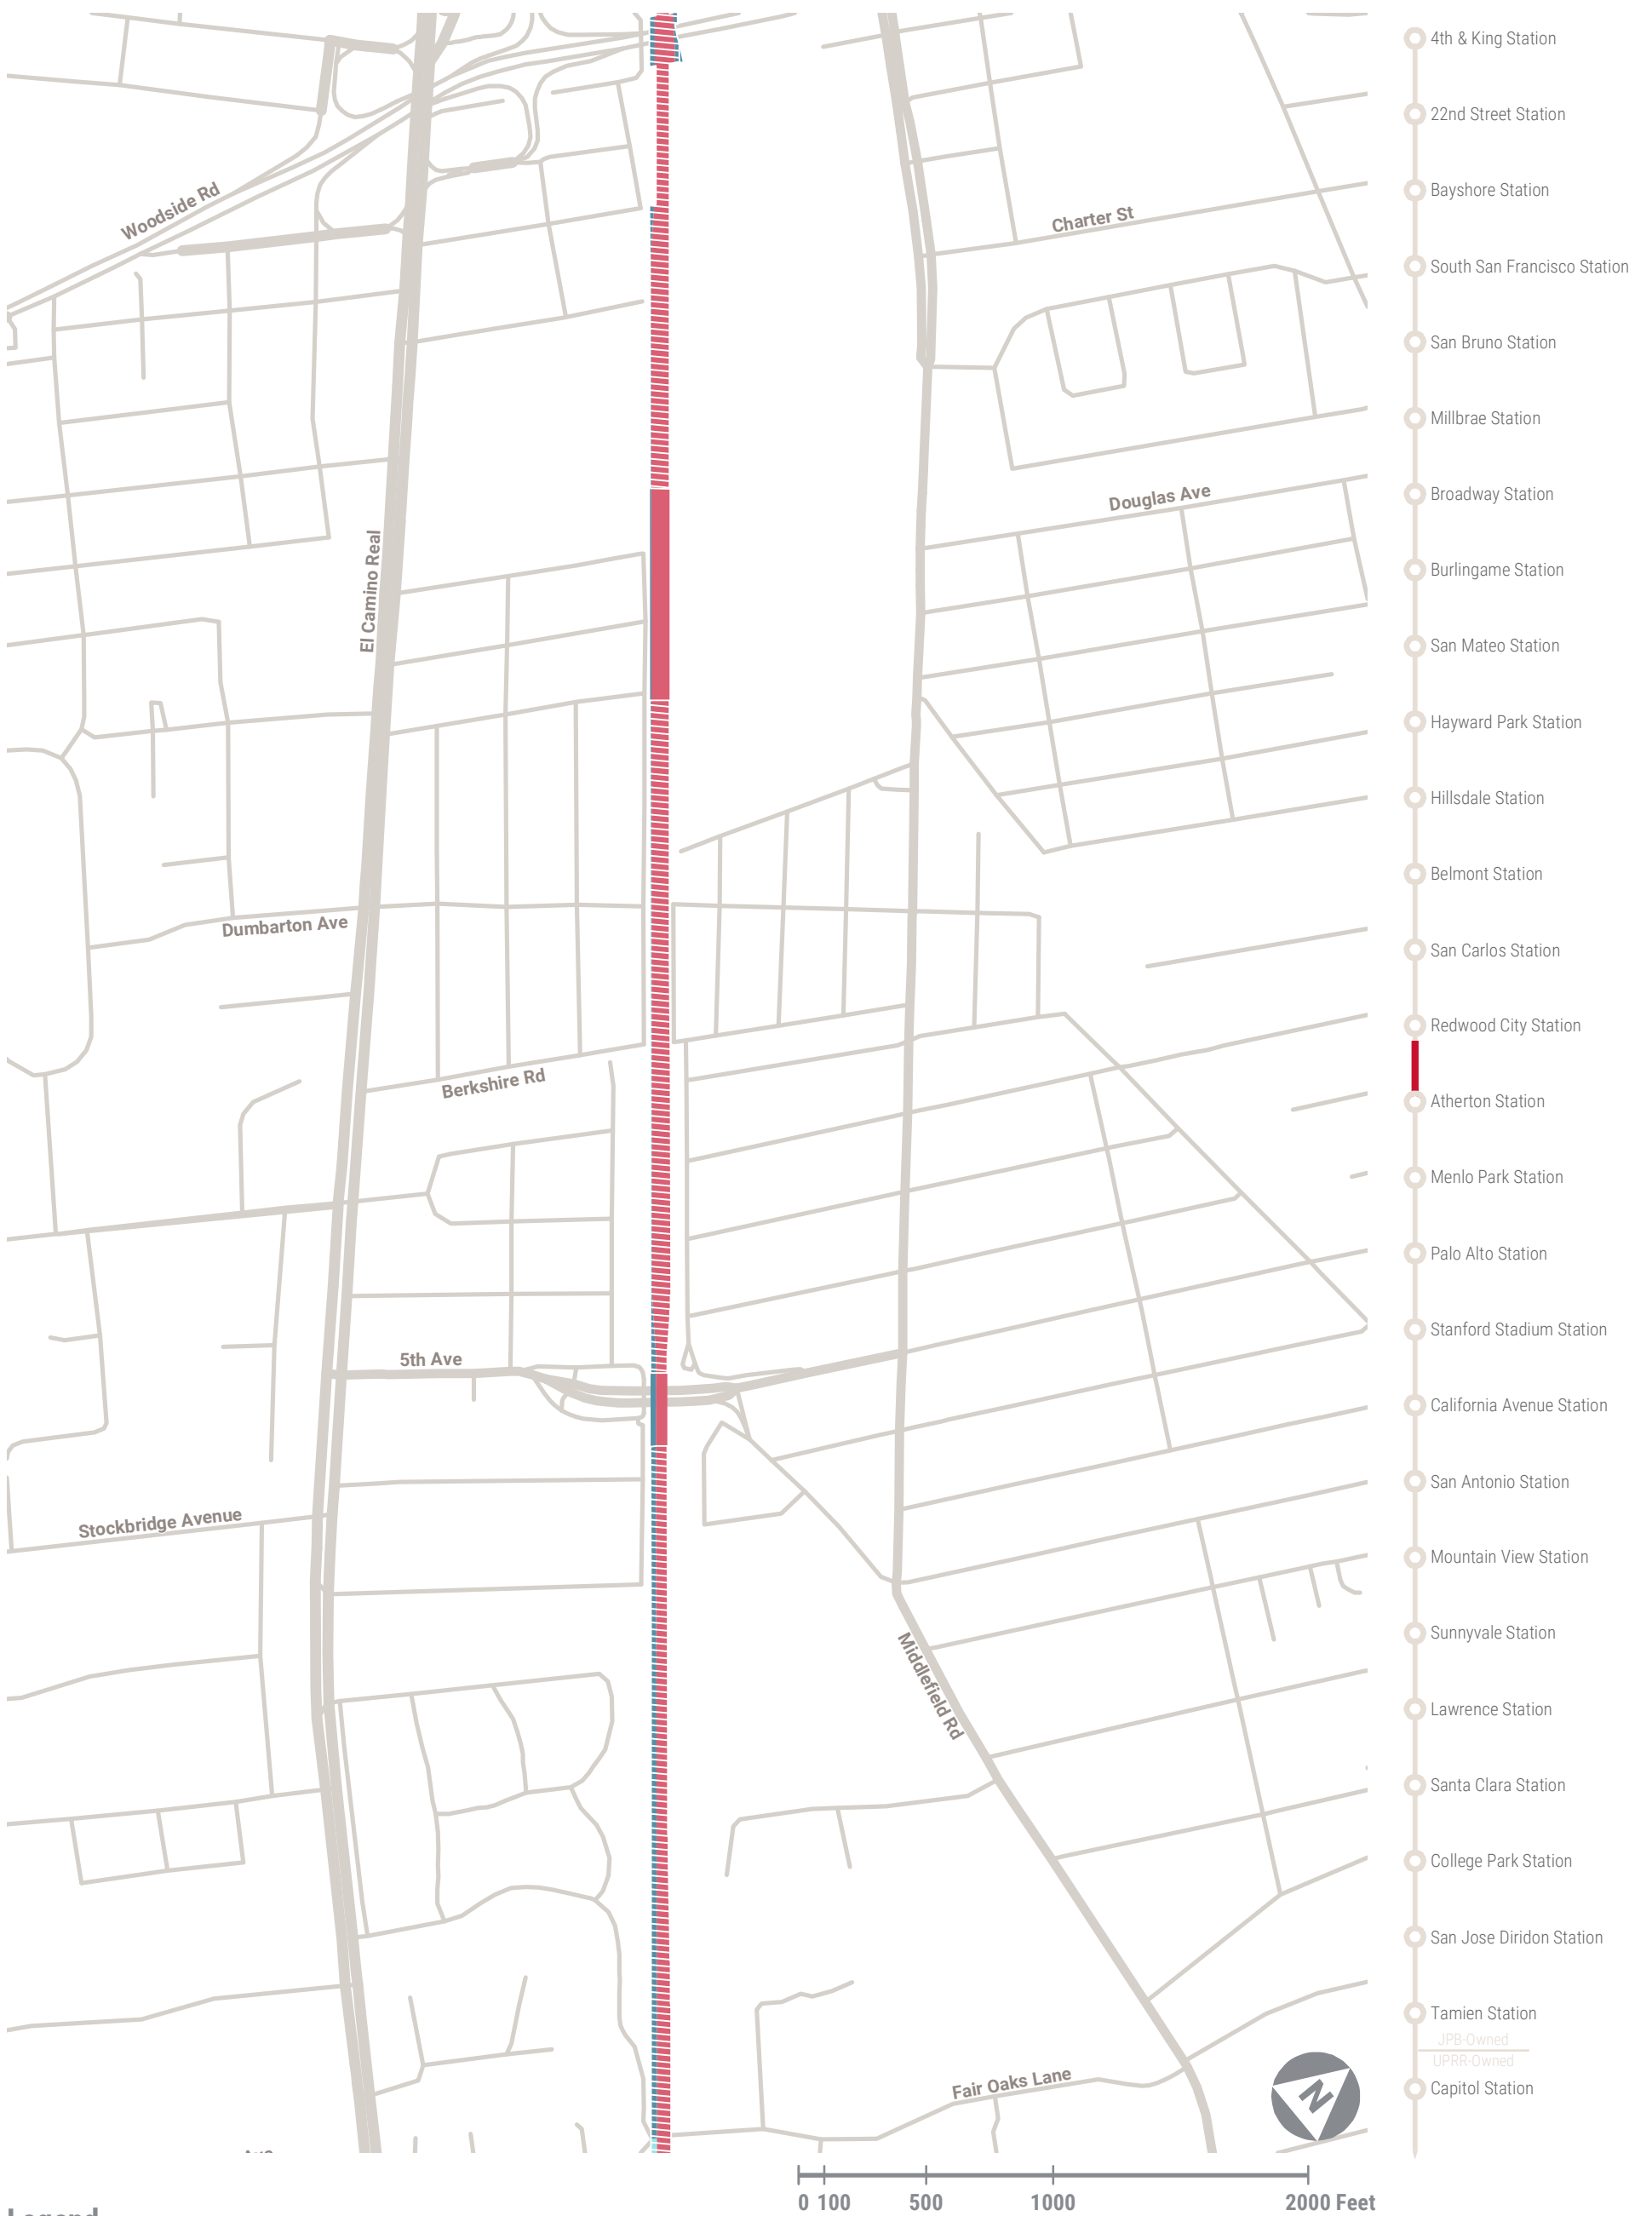 Woodside Rd
Charter St
Douglas Ave
El Camino Real
Dumbarton Ave
Berkshire Rd
5th Ave
Stockbridge Avenue
Middlefield Rd
Fair Oaks Lane
N
0 100 500 1000 2000 Feet
4th & King Station
22nd Street Station
Bayshore Station
South San Francisco Station
San Bruno Station
Millbrae Station
Broadway Station
Burlingame Station
San Mateo Station
Hayward Park Station
Hillsdale Station
Belmont Station
San Carlos Station
Redwood City Station
Atherton Station
Menlo Park Station
Palo Alto Station
Stanford Stadium Station
California Avenue Station
San Antonio Station
Mountain View Station
Sunnyvale Station
Lawrence Station
Santa Clara Station
College Park Station
San Jose Diridon Station
Tamien Station
JPB-Owned
UPRR-Owned
Capitol Station